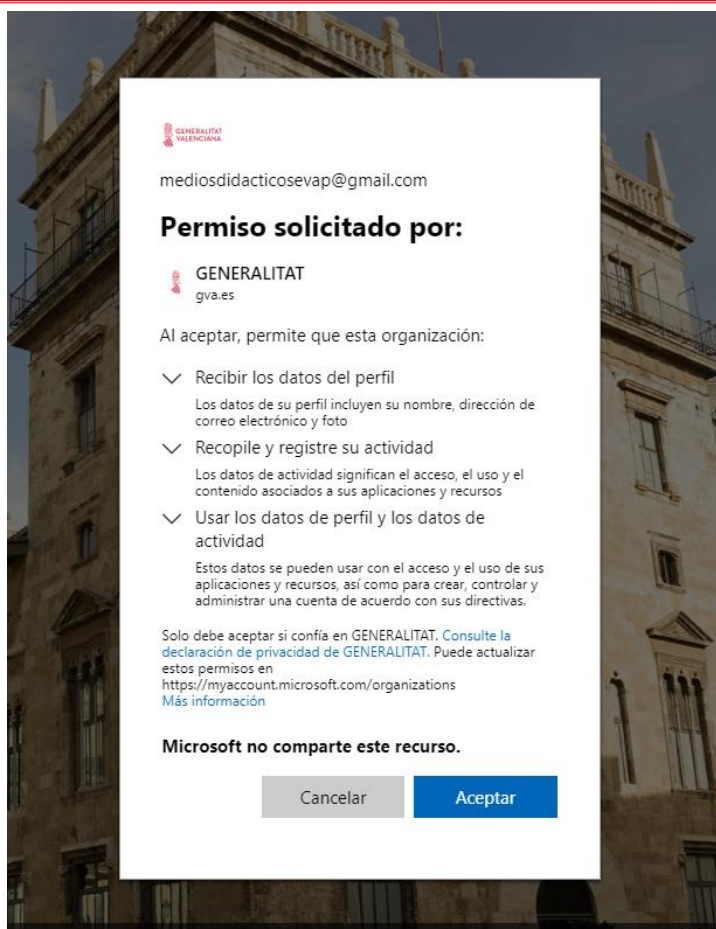 GENERALITAT
VALENCIANA
mediosdidacticosevap@gmail.com
Permiso solicitado por:
GENERALITAT
gva.es
Al aceptar, permite que esta organización:
Recibir los datos del perfil
Los datos de su perfil incluyen su nombre, dirección de
correo electrónico y foto
Recopile y registre su actividad
Los datos de actividad significan el acceso, el uso y el
contenido asociados a sus aplicaciones y recursos
Usar los datos de perfil y los datos de
actividad
Estos datos se pueden usar con el acceso y el uso de sus
aplicaciones y recursos, así como para crear, controlar y
administrar una cuenta de acuerdo con sus directivas.
Solo debe aceptar si confía en GENERALITAT. Consulte la
declaración de privacidad de GENERALITAT. Puede actualizar
estos permisos en
https://myaccount.microsoft.com/organizations
Más información
Microsoft no comparte este recurso.
Cancelar Aceptar